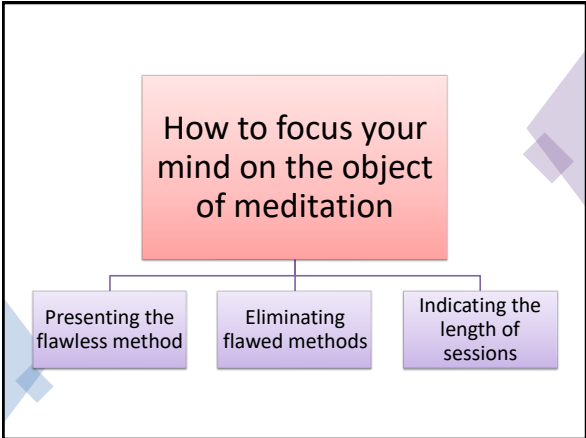 How to focus your
mind on the object
of meditation
Presenting the
flawless method
Eliminating
flawed methods
Indicating the
length of
sessions